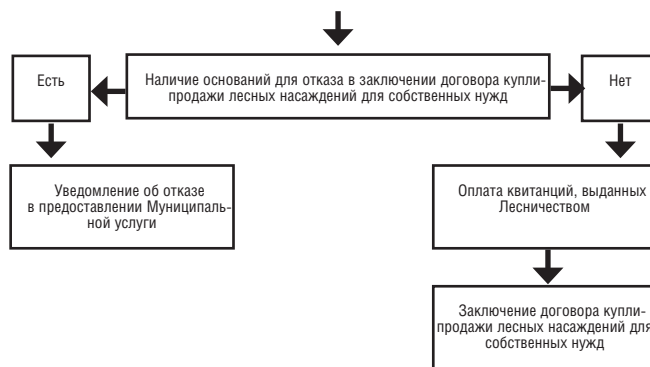 Есть
Наличие оснований для отказа в заключении договора купли-
продажи лесных насаждений для собственных нужд
Нет
Уведомление об отказе
в предоставлении Муниципаль-
ной услуги
Оплата квитанций, выданных
Лесничеством
Заключение договора купли-
продажи лесных насаждений для
собственных нужд